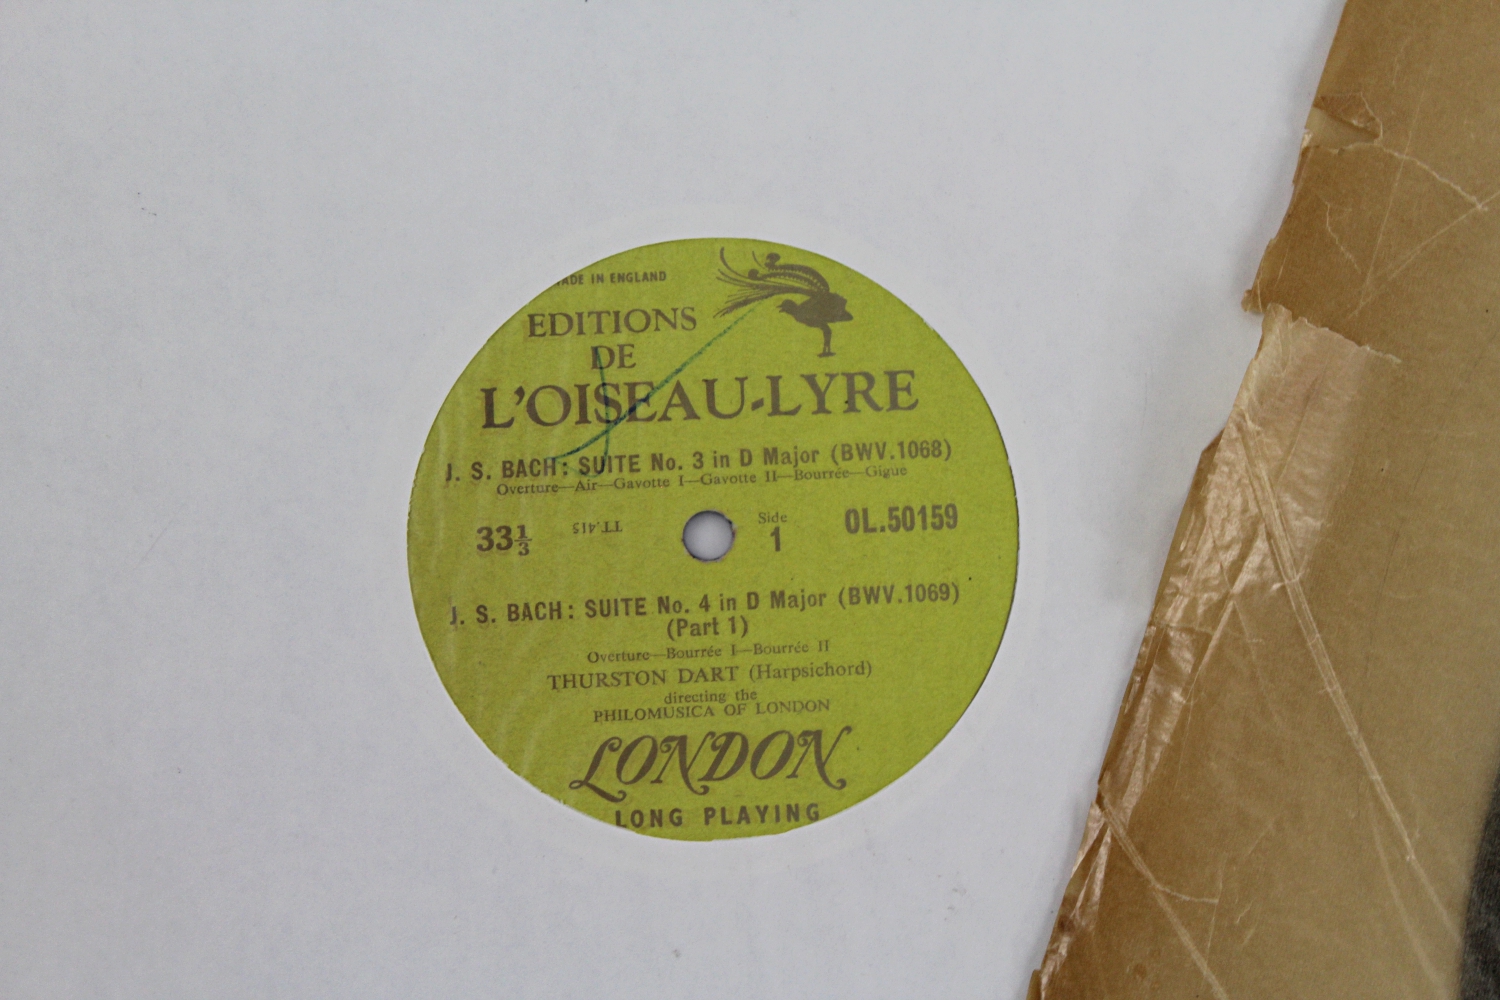 MADE IN ENGLAND
EDITIONS
DE
L'OISEAU-LYRE
J. S. BACH: SUITE No. 3 in D Major (BWV.1068)
Overture—Air—Gavotte I—Gavotte II—Bourrée—Gigue
33⅓ TT.415 Side 1 OL.50159
J. S. BACH: SUITE No. 4 in D Major (BWV.1069)
(Part 1)
Overture—Bourrée I—Bourrée II
THURSTON DART (Harpsichord)
directing the
PHILOMUSICA OF LONDON
LONDON
LONG PLAYING